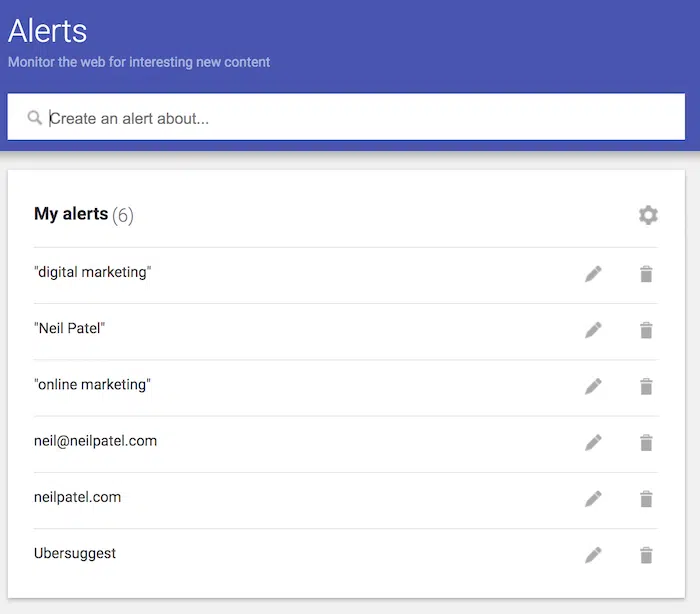 Alerts
Monitor the web for interesting new content
Create an alert about...
My alerts (6)
"digital marketing"
"Neil Patel"
"online marketing"
neil@neilpatel.com
neilpatel.com
Ubersuggest